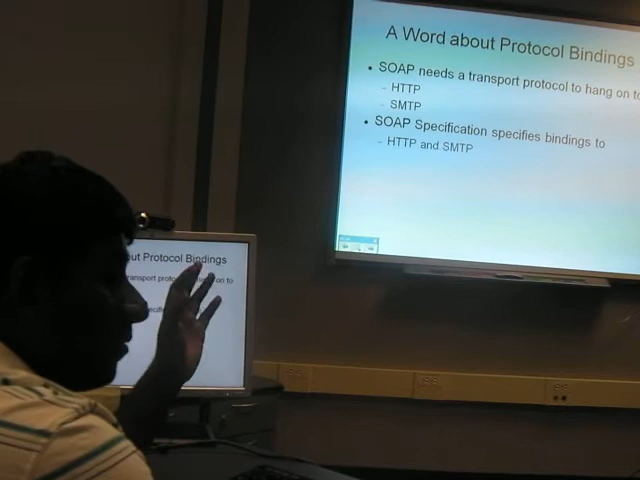 A Word about Protocol Bindings
• SOAP needs a transport protocol to hang on to
– HTTP
– SMTP
• SOAP Specification specifies bindings to
– HTTP and SMTP
out Protocol Bindings
transport on to